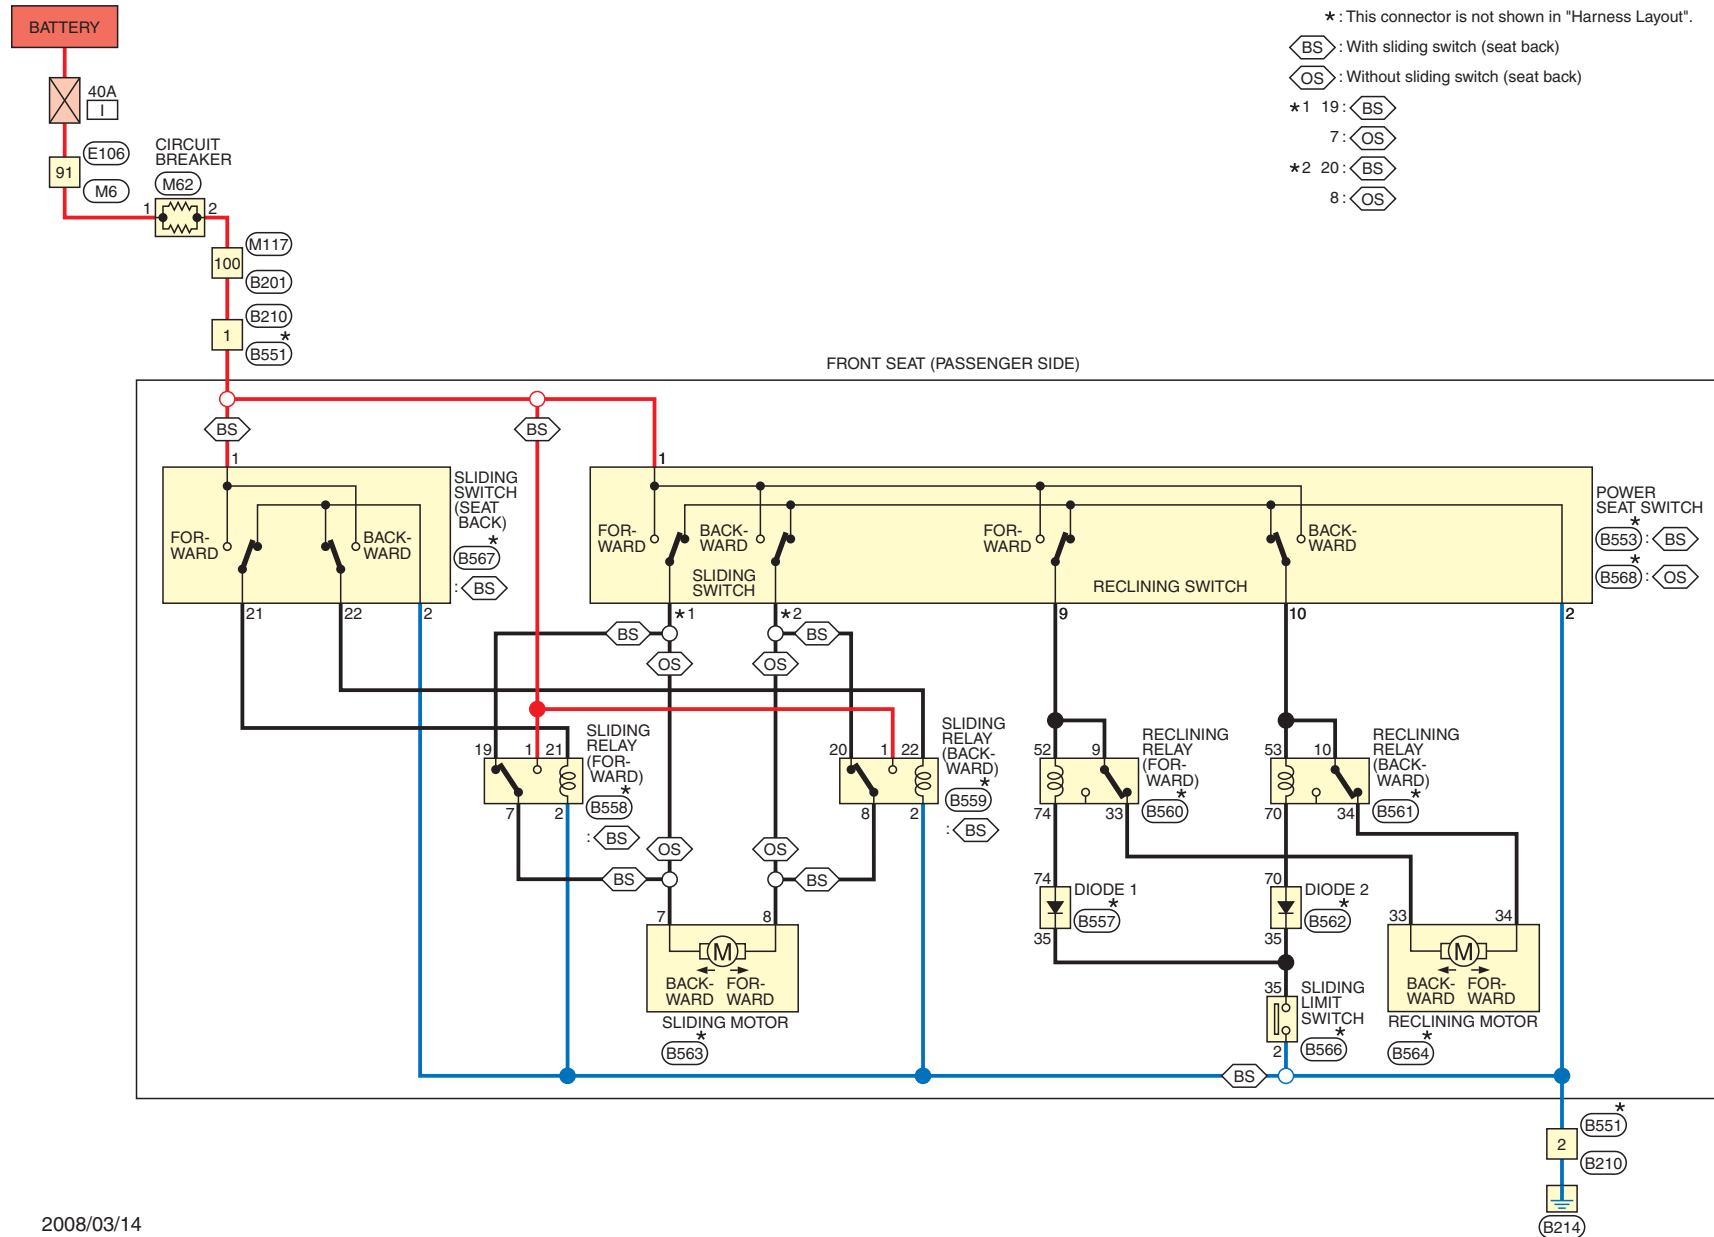 BATTERY
40A
I
91
E106
M6
CIRCUIT
BREAKER
M62
1
2
M117
100
B201
B210
1
*
B551
*: This connector is not shown in "Harness Layout".
BS : With sliding switch (seat back)
OS : Without sliding switch (seat back)
*1 19: BS
7: OS
*2 20: BS
8: OS
FRONT SEAT (PASSENGER SIDE)
BS
BS
1
1
SLIDING
SWITCH
(SEAT
BACK)
*
B567
: BS
FOR-
WARD
BACK-
WARD
21
22
2
FOR-
WARD
BACK-
WARD
SLIDING
SWITCH
FOR-
WARD
BACK-
WARD
RECLINING SWITCH
POWER
SEAT SWITCH
*
B553 : BS
*
B568 : OS
*1
*2
9
10
2
BS
OS
OS
BS
19
1
21
SLIDING
RELAY
(FOR-
WARD)
*
B558
: BS
7
2
20
1
22
SLIDING
RELAY
(BACK-
WARD)
*
B559
: BS
8
2
52
9
RECLINING
RELAY
(FOR-
WARD)
*
B560
74
33
53
10
RECLINING
RELAY
(BACK-
WARD)
*
B561
70
34
OS
OS
BS
BS
7
8
M
BACK-
WARD
FOR-
WARD
SLIDING MOTOR
*
B563
74
DIODE 1
*
B557
35
70
DIODE 2
*
B562
35
35
SLIDING
LIMIT
SWITCH
*
B566
2
33
34
M
BACK-
WARD
FOR-
WARD
RECLINING MOTOR
*
B564
BS
*
B551
2
B210
B214
2008/03/14